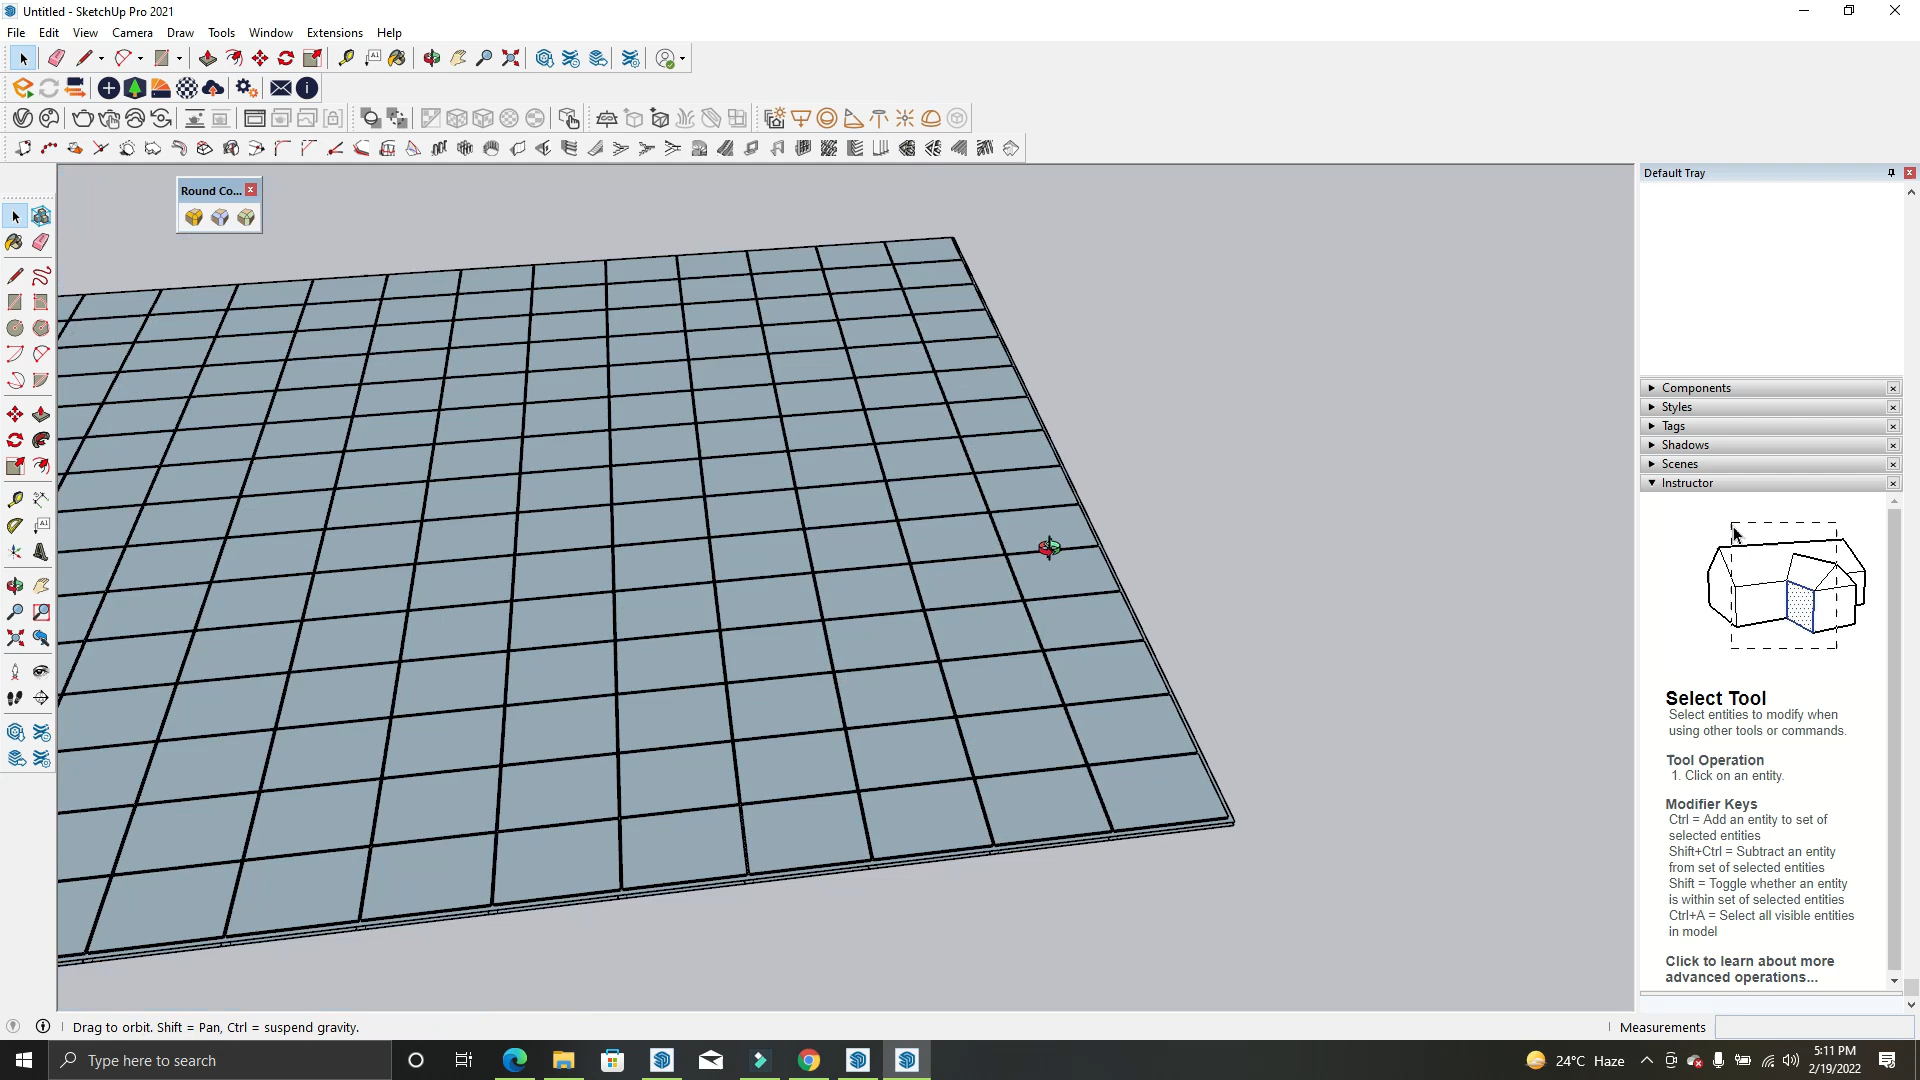 Untitled - SketchUp Pro 2021
File Edit View Camera Draw Tools Window Extensions Help
Round Co...
Default Tray
Components
Styles
Tags
Shadows
Scenes
Instructor
Select Tool
Select entities to modify when
using other tools or commands.
Tool Operation
1. Click on an entity.
Modifier Keys
Ctrl = Add an entity to set of
selected entities
Shift+Ctrl = Subtract an entity
from set of selected entities
Shift = Toggle whether an entity
is within set of selected entities
Ctrl+A = Select all visible entities
in model
Click to learn about more
advanced operations...
Drag to orbit. Shift = Pan, Ctrl = suspend gravity.
Measurements
Type here to search
24°C Haze
5:11 PM
2/19/2022